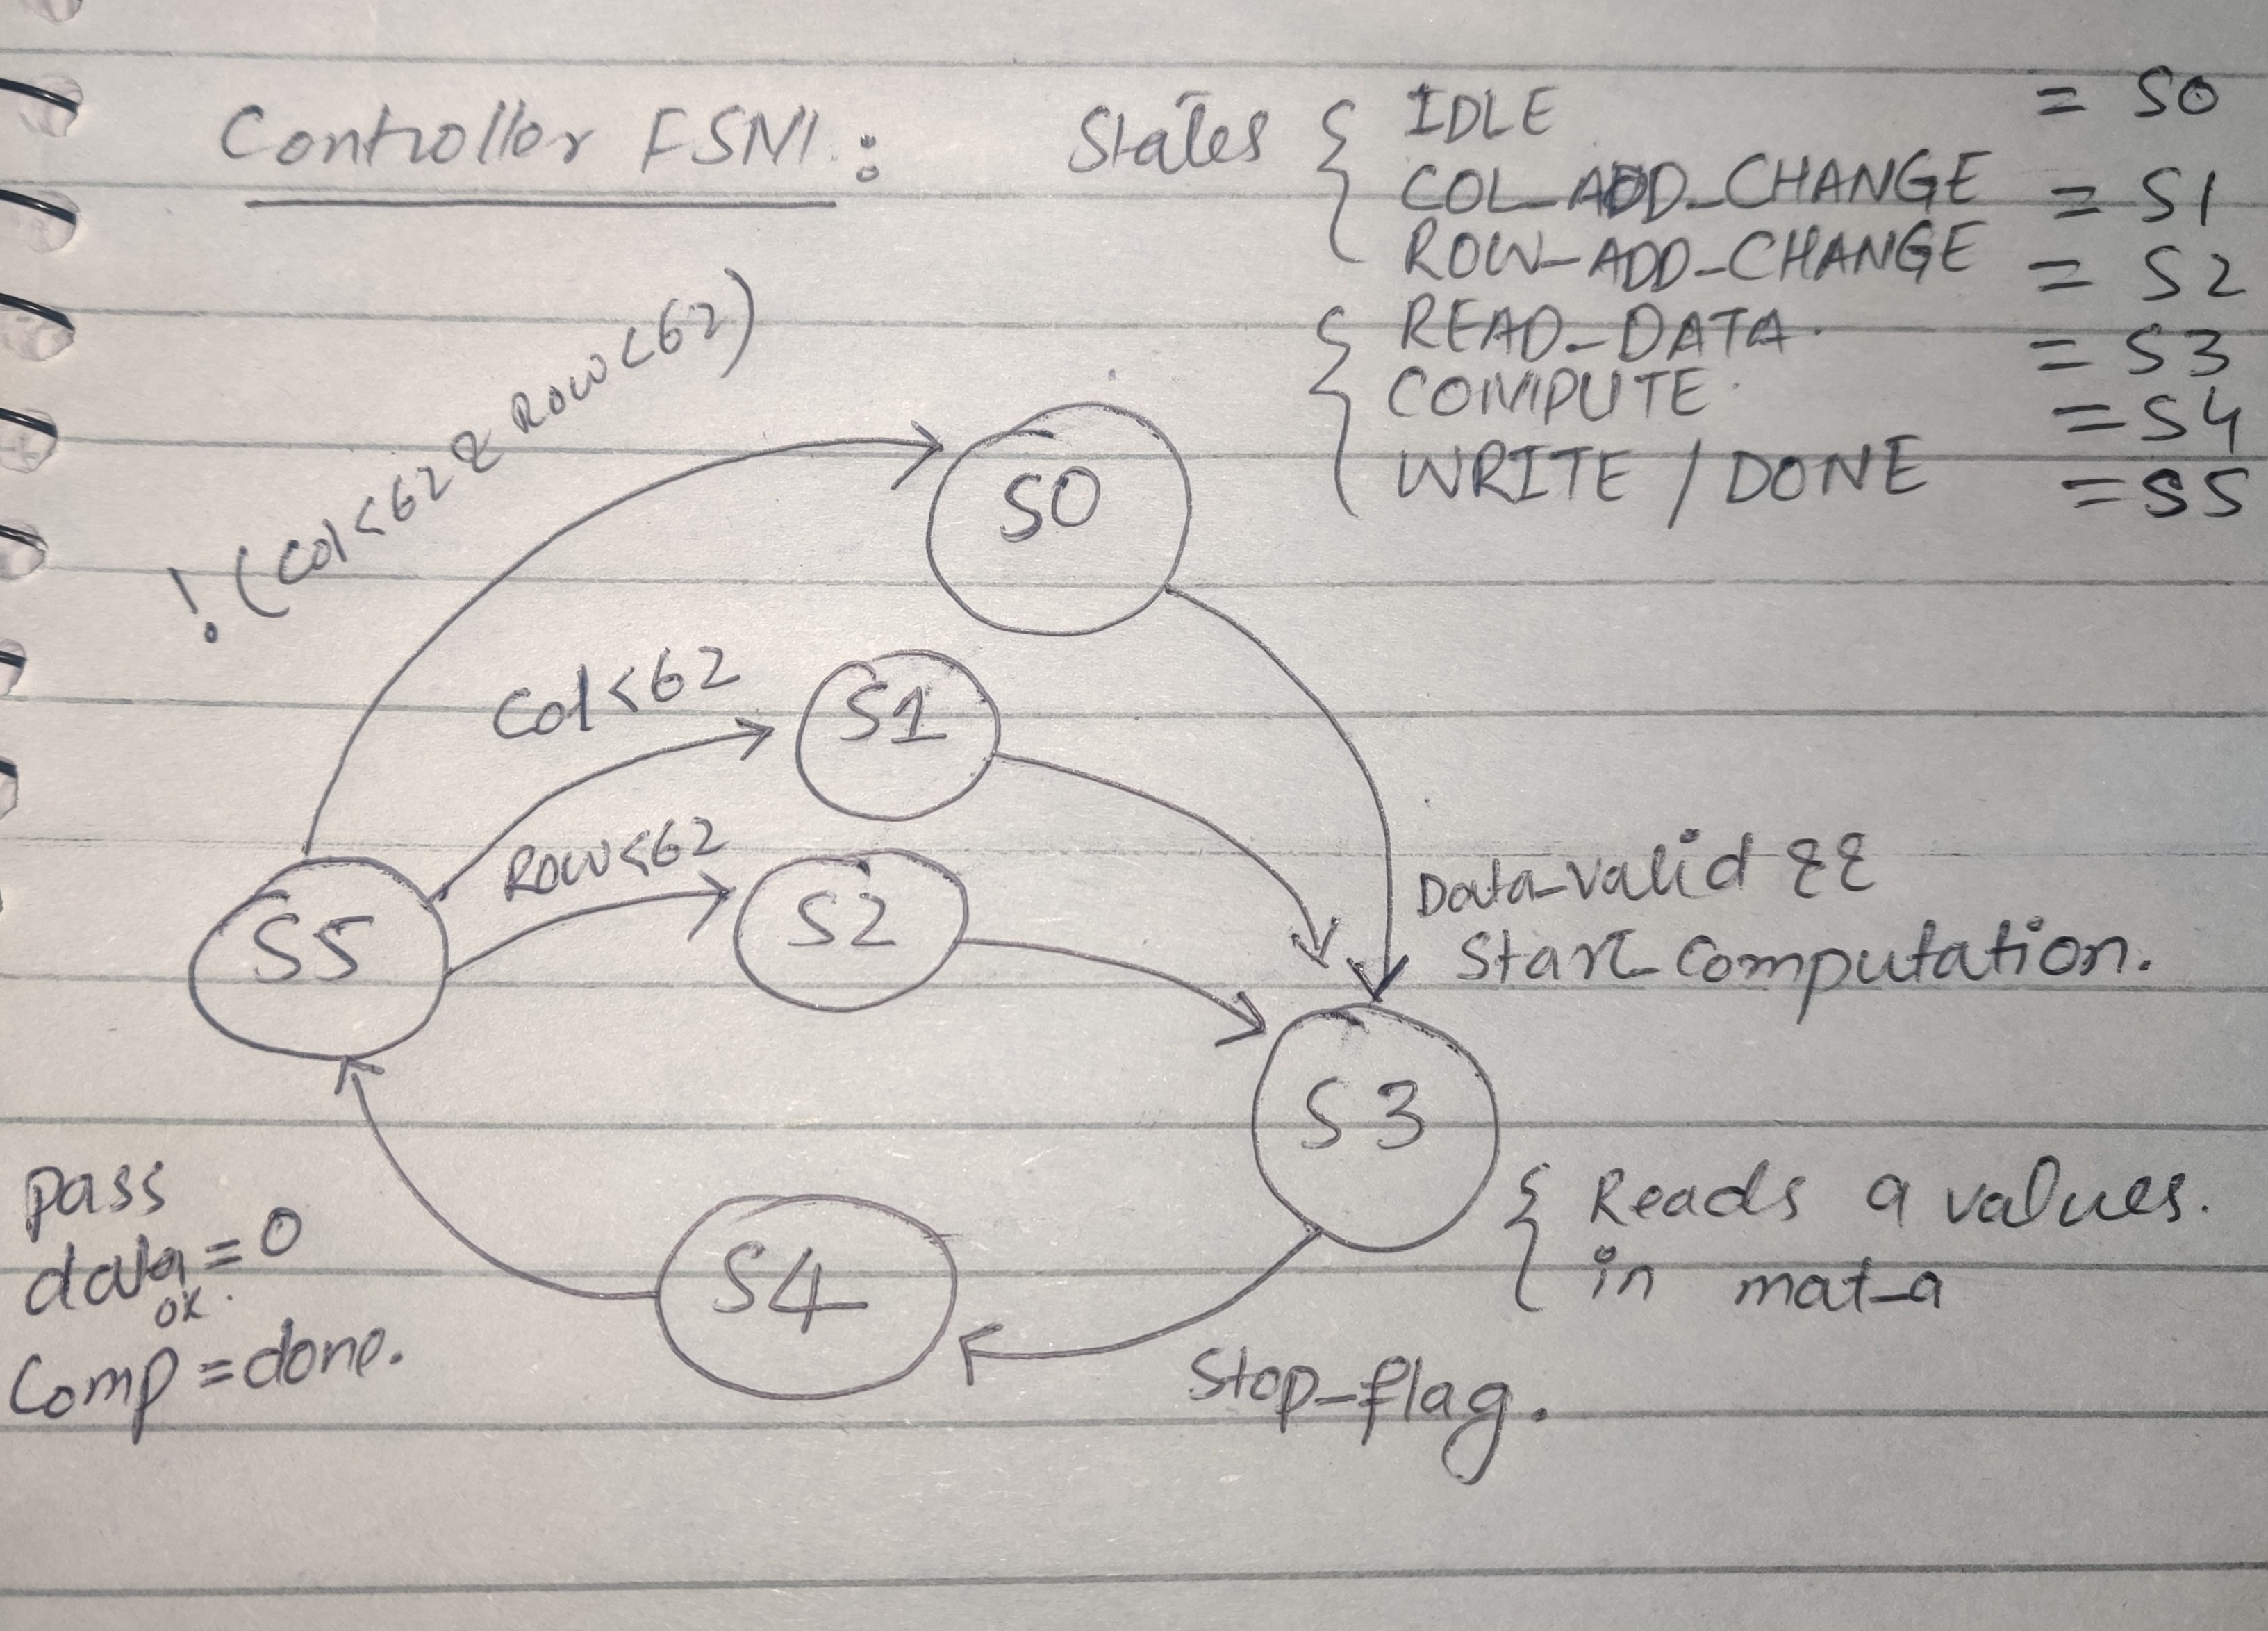 Controller FSM :
States { IDLE = S0
COL_ADD_CHANGE = S1
ROW_ADD_CHANGE = S2
{ READ_DATA. = S3
COMPUTE. = S4
WRITE / DONE = S5
! (Col<62 & Row<62)
S0
Col<62
S1
Row<62
S2
S5
Data_valid &&
Start_Computation.
S3
{ Reads 9 values.
in mat_a
Stop_flag.
S4
pass
data = 0
ok.
Comp = done.